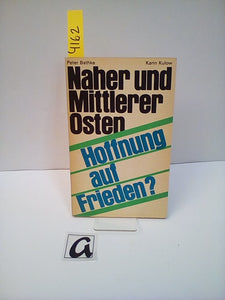 4162
Peter Bathke Karin Kulow
Naher und
Mittlerer
Osten
Hoffnung
auf
Frieden?
a